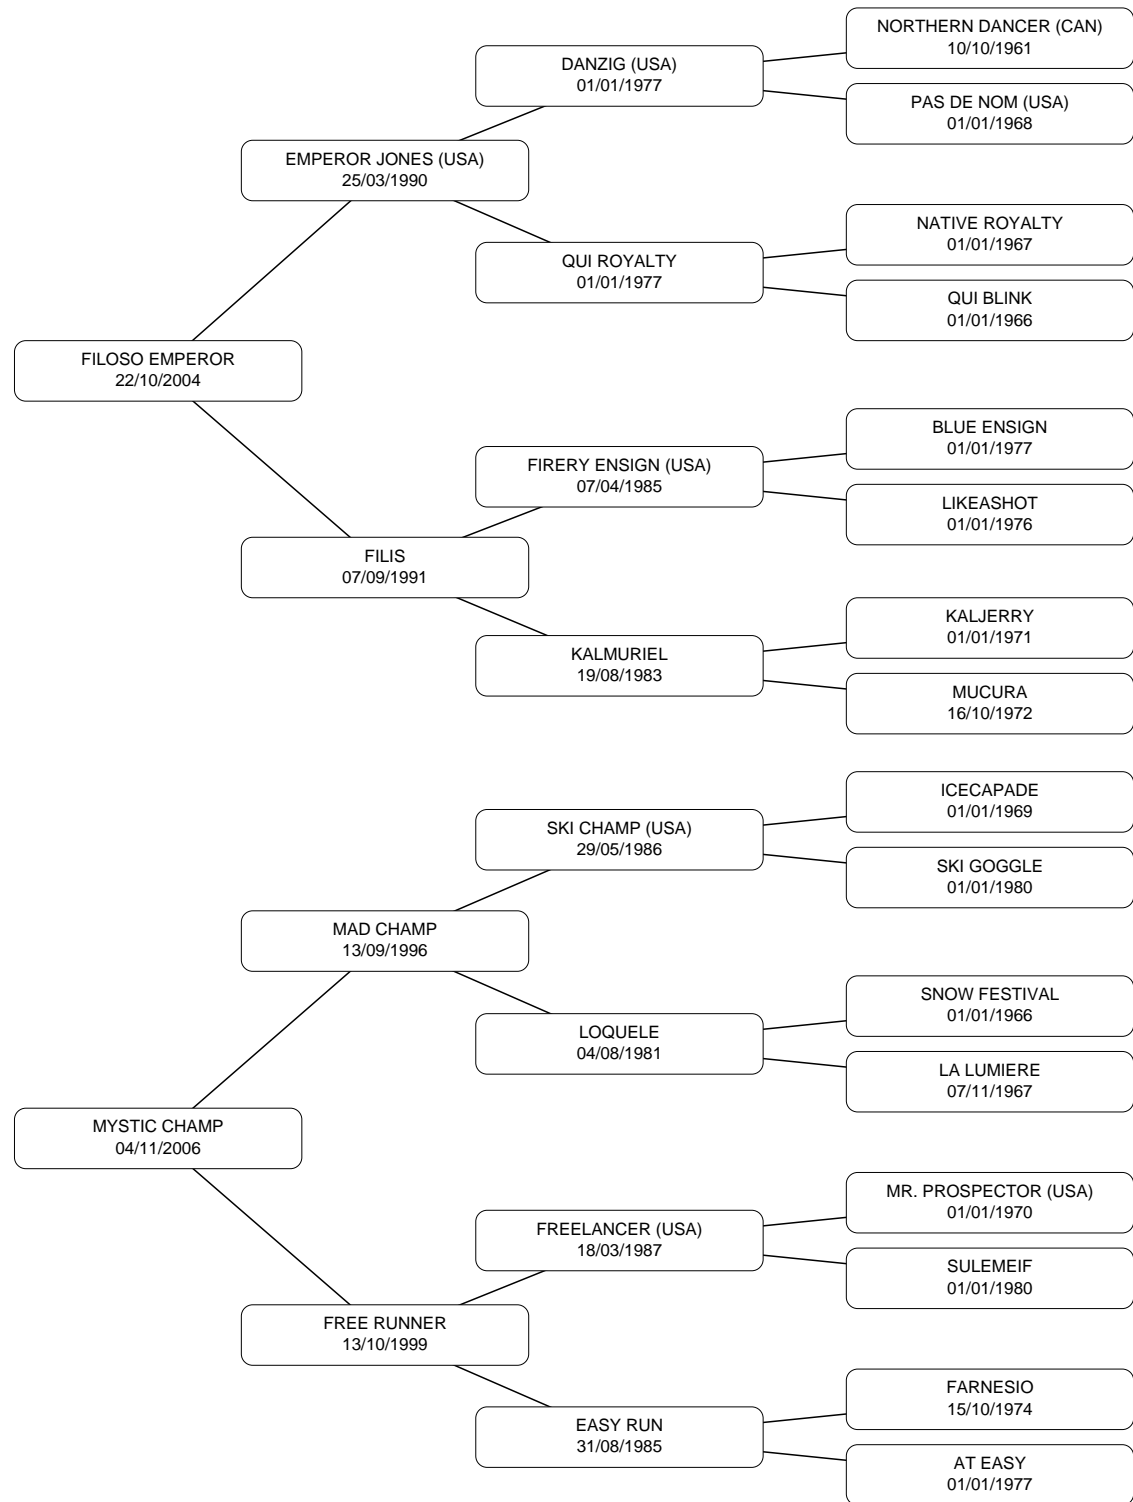 NORTHERN DANCER (CAN)
10/10/1961
DANZIG (USA)
01/01/1977
PAS DE NOM (USA)
01/01/1968
EMPEROR JONES (USA)
25/03/1990
NATIVE ROYALTY
01/01/1967
QUI ROYALTY
01/01/1977
QUI BLINK
01/01/1966
FILOSO EMPEROR
22/10/2004
BLUE ENSIGN
01/01/1977
FIRERY ENSIGN (USA)
07/04/1985
LIKEASHOT
01/01/1976
FILIS
07/09/1991
KALJERRY
01/01/1971
KALMURIEL
19/08/1983
MUCURA
16/10/1972
ICECAPADE
01/01/1969
SKI CHAMP (USA)
29/05/1986
SKI GOGGLE
01/01/1980
MAD CHAMP
13/09/1996
SNOW FESTIVAL
01/01/1966
LOQUELE
04/08/1981
LA LUMIERE
07/11/1967
MYSTIC CHAMP
04/11/2006
MR. PROSPECTOR (USA)
01/01/1970
FREELANCER (USA)
18/03/1987
SULEMEIF
01/01/1980
FREE RUNNER
13/10/1999
FARNESIO
15/10/1974
EASY RUN
31/08/1985
AT EASY
01/01/1977